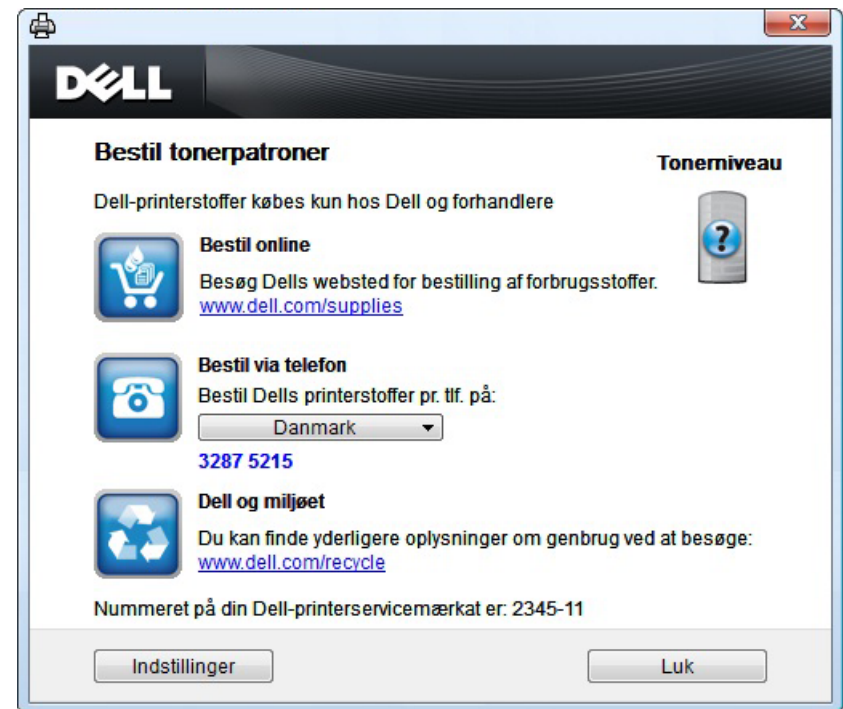 DELL
Bestil tonerpatroner
Tonerniveau
Dell-printerstoffer købes kun hos Dell og forhandlere
?
Bestil online
Besøg Dells websted for bestilling af forbrugsstoffer.
www.dell.com/supplies
Bestil via telefon
Bestil Dells printerstoffer pr. tlf. på:
Danmark
3287 5215
Dell og miljøet
Du kan finde yderligere oplysninger om genbrug ved at besøge:
www.dell.com/recycle
Nummeret på din Dell-printerservicemærkat er: 2345-11
Indstillinger
Luk